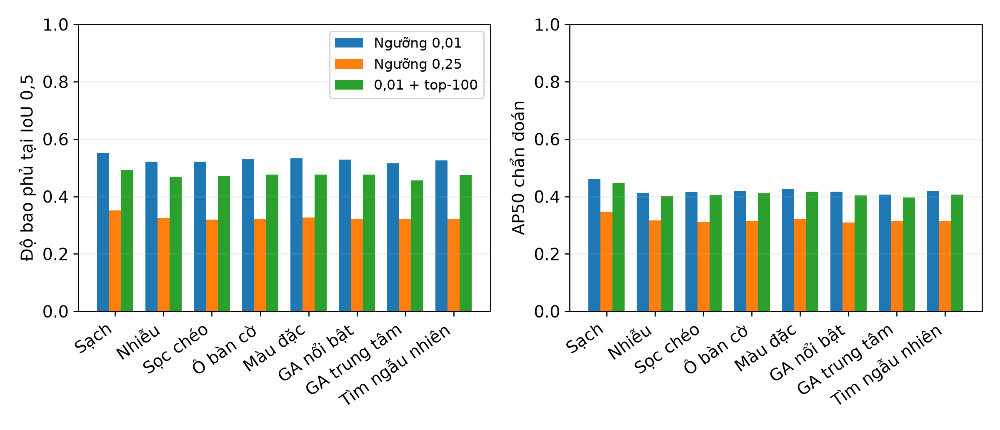 Độ bao phủ tại IoU 0,5
1.0
0.8
0.6
0.4
0.2
0.0
Ngưỡng 0,01
Ngưỡng 0,25
0,01 + top-100
Sạch
Nhiễu
Sọc chéo
Ô bàn cờ
Màu đặc
GA nổi bật
GA trung tâm
Tìm ngẫu nhiên
AP50 chẩn đoán
1.0
0.8
0.6
0.4
0.2
0.0
Sạch
Nhiễu
Sọc chéo
Ô bàn cờ
Màu đặc
GA nổi bật
GA trung tâm
Tìm ngẫu nhiên